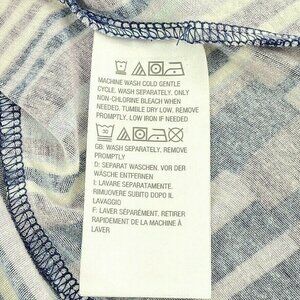 MACHINE WASH COLD GENTLE
CYCLE. WASH SEPARATELY. ONLY
NON-CHLORINE BLEACH WHEN
NEEDED. TUMBLE DRY LOW. REMOVE
PROMPTLY. LOW IRON IF NEEDED
30
GB: WASH SEPARATELY. REMOVE
PROMPTLY
D: SEPARAT WASCHEN. VOR DER
WÄSCHE ENTFERNEN
I: LAVARE SEPARATAMENTE.
RIMUOVERE SUBITO DOPO IL
LAVAGGIO
F: LAVER SÉPARÉMENT. RETIRER
RAPIDEMENT DE LA MACHINE À
LAVER